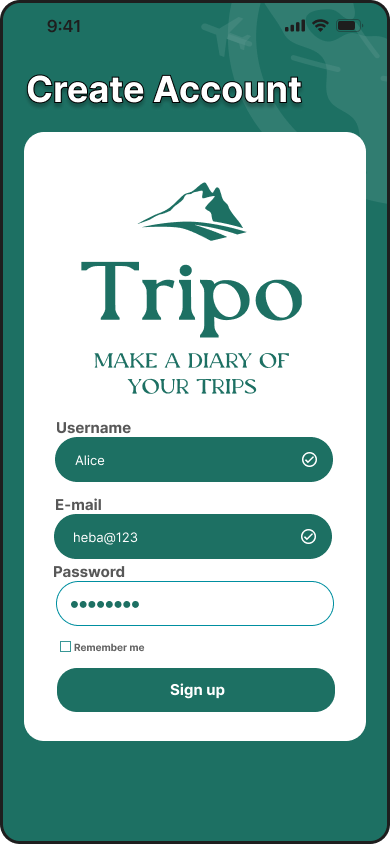 9:41
Create Account
Tripo
MAKE A DIARY OF
YOUR TRIPS
Username
Alice
E-mail
heba@123
Password
Remember me
Sign up